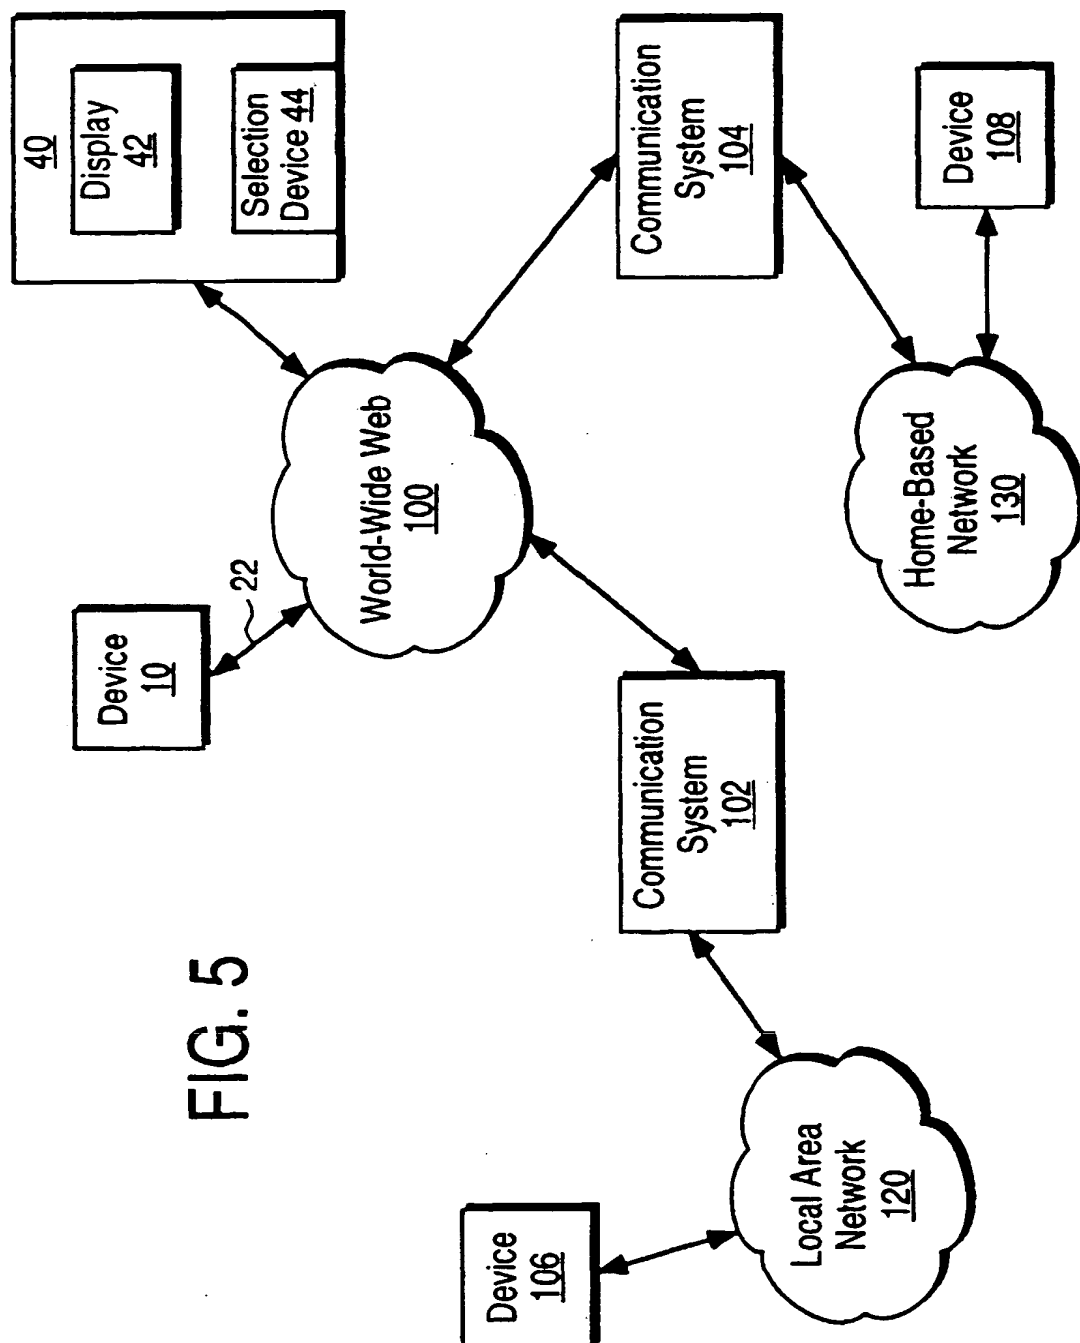 FIG. 5
Device
106
Local Area
Network
120
Device
10
22
Communication
System
102
World-Wide Web
100
40
Display
42
Selection
Device 44
Communication
System
104
Home-Based
Network
130
Device
108